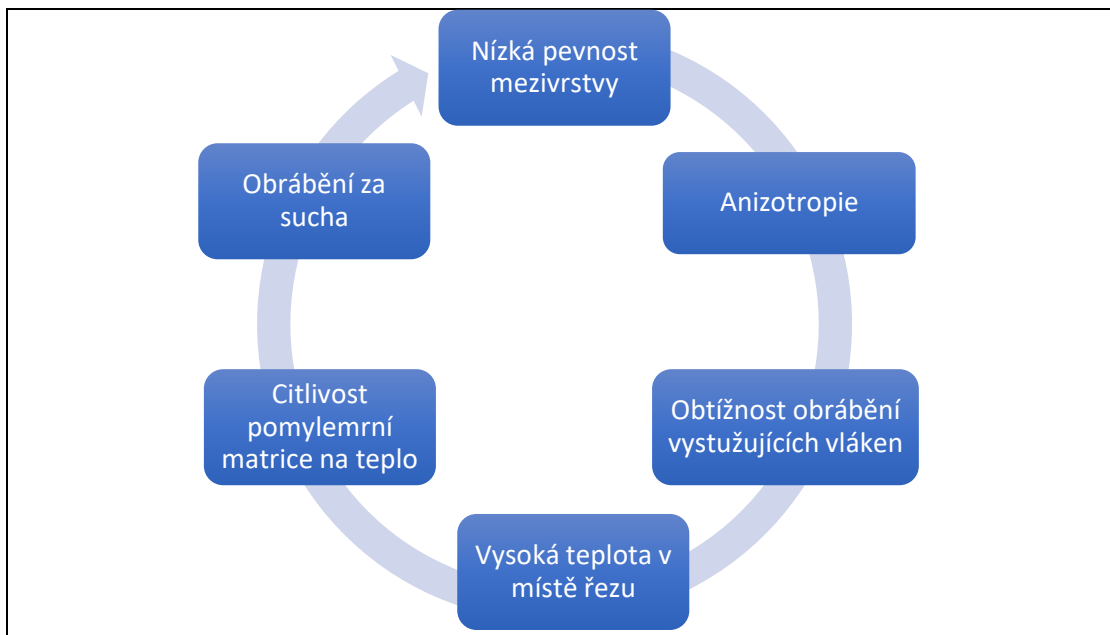 Nízká pevnost
mezivrstvy
Anizotropie
Obtížnost obrábění
vystužujících vláken
Vysoká teplota v
místě řezu
Citlivost
pomylemrní
matrice na teplo
Obrábění za
sucha